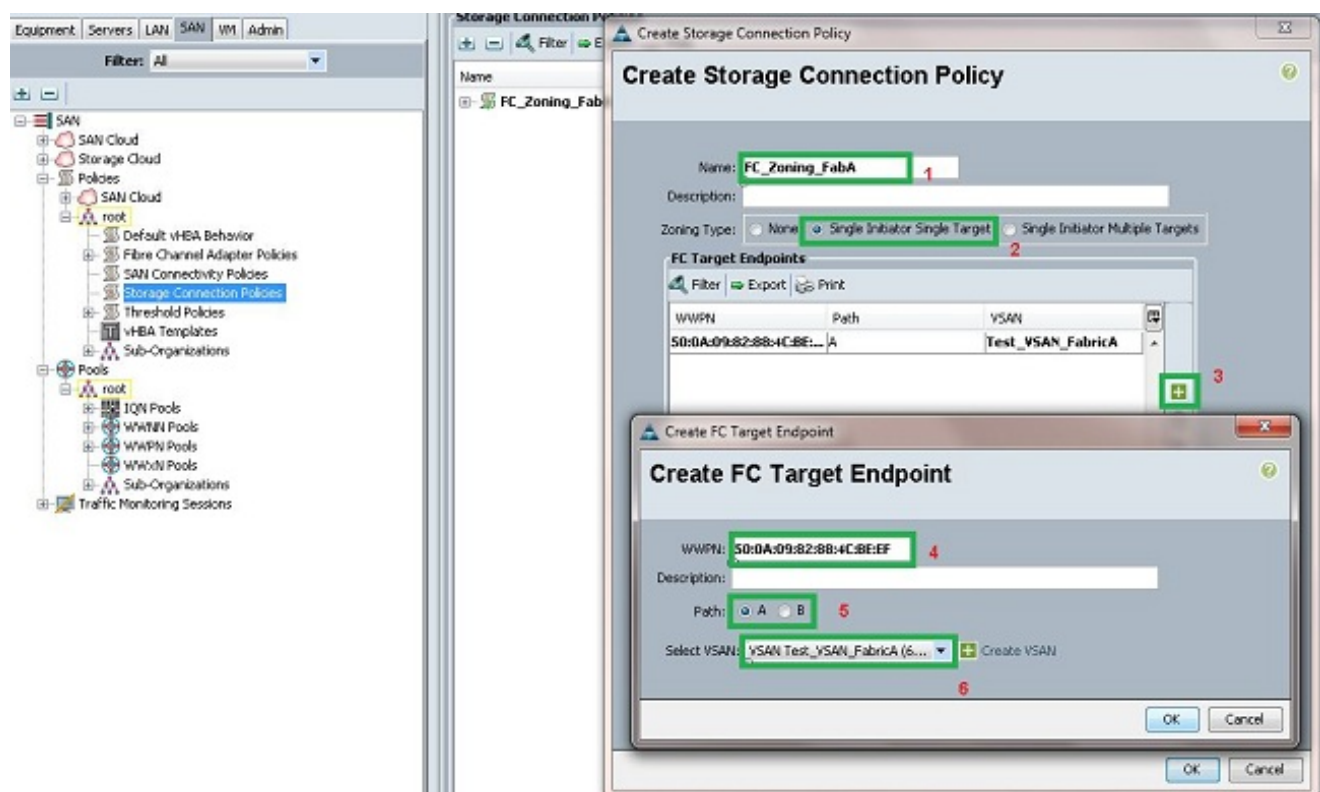 Equipment Servers LAN SAN VM Admin
Filter: All
SAN
SAN Cloud
Storage Cloud
Policies
SAN Cloud
root
Default vHBA Behavior
Fibre Channel Adapter Policies
SAN Connectivity Policies
Storage Connection Policies
Threshold Policies
vHBA Templates
Sub-Organizations
Pools
root
IQN Pools
WWNN Pools
WWPN Pools
WWxN Pools
Sub-Organizations
Traffic Monitoring Sessions
Storage Connection
Filter E
Name
FC_Zoning_Fab
Create Storage Connection Policy
Create Storage Connection Policy
Name: FC_Zoning_FabA 1
Description:
Zoning Type: None Single Initiator Single Target Single Initiator Multiple Targets
2
FC Target Endpoints
Filter Export Print
WWPN Path VSAN
50:0A:09:82:88:4C:BE:... A Test_VSAN_FabricA
3
Create FC Target Endpoint
Create FC Target Endpoint
WWPN: 50:0A:09:82:88:4C:BE:EF 4
Description:
Path: A B 5
Select VSAN: VSAN Test_VSAN_FabricA (6... Create VSAN
6
OK Cancel
OK Cancel